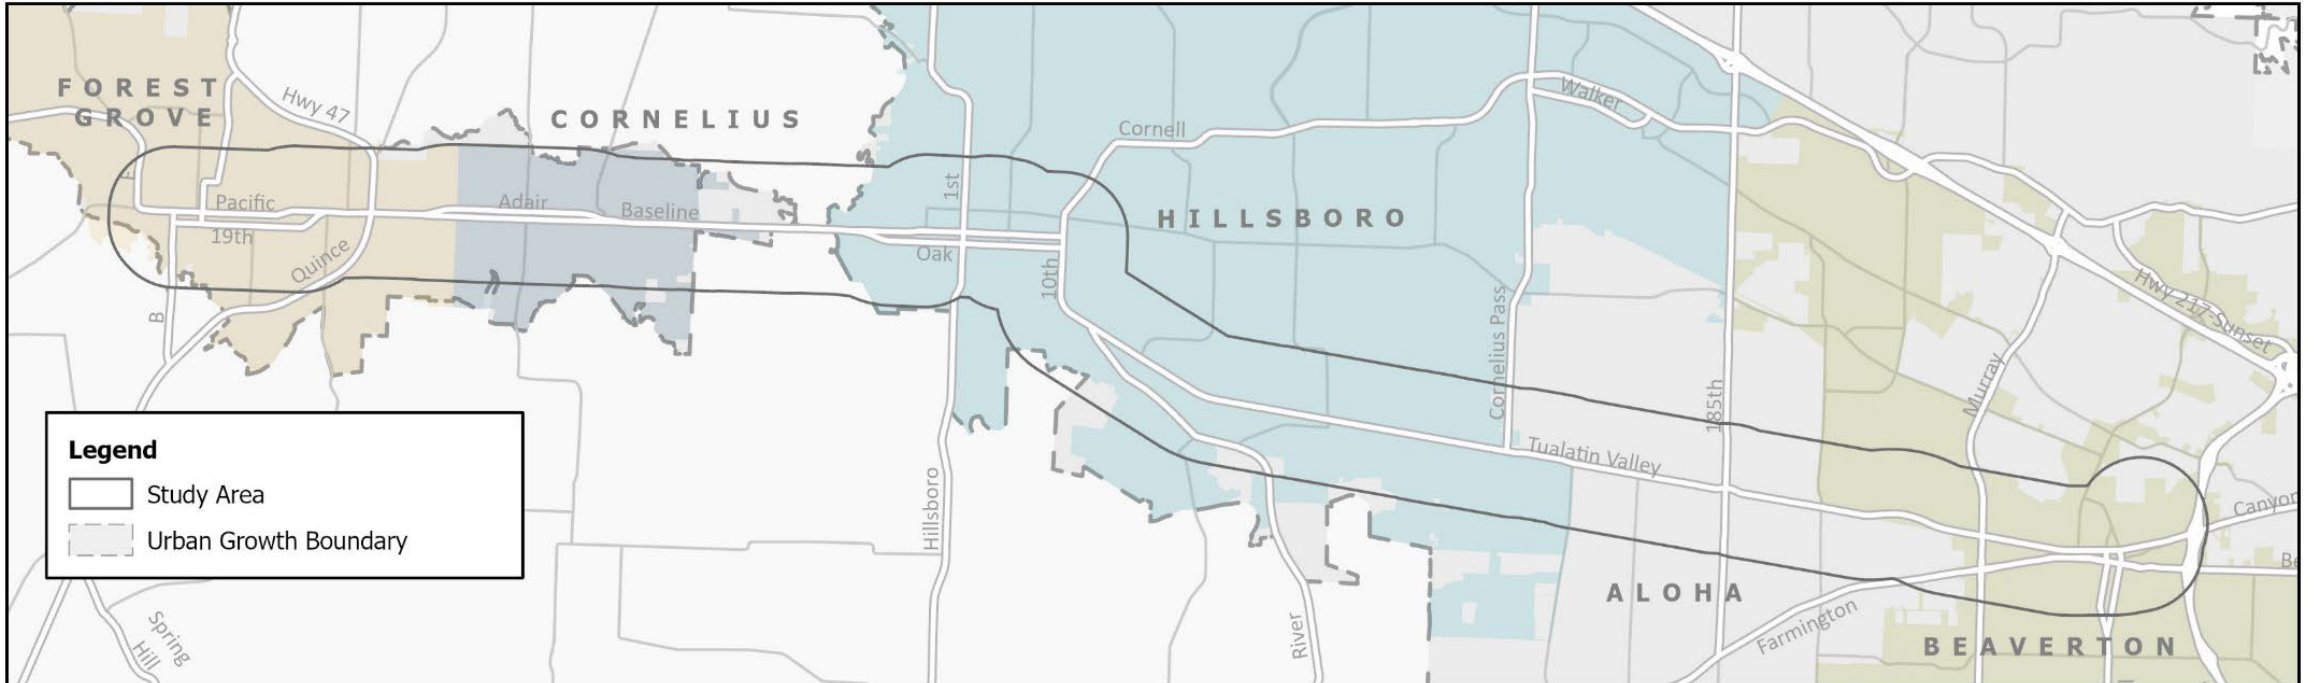 FOREST
GROVE
Hwy 47
CORNELIUS
Cornell
Walker
Pacific
19th
Quince
Adair
Baseline
1st
Oak
10th
HILLSBORO
Cornelius Pass
185th
Tualatin Valley
Murray
Hwy 217-Sunset
Canyon
B
Legend
Study Area
Urban Growth Boundary
Hillsboro
River
Spring
Hill
ALOHA
Farmington
BEAVERTON